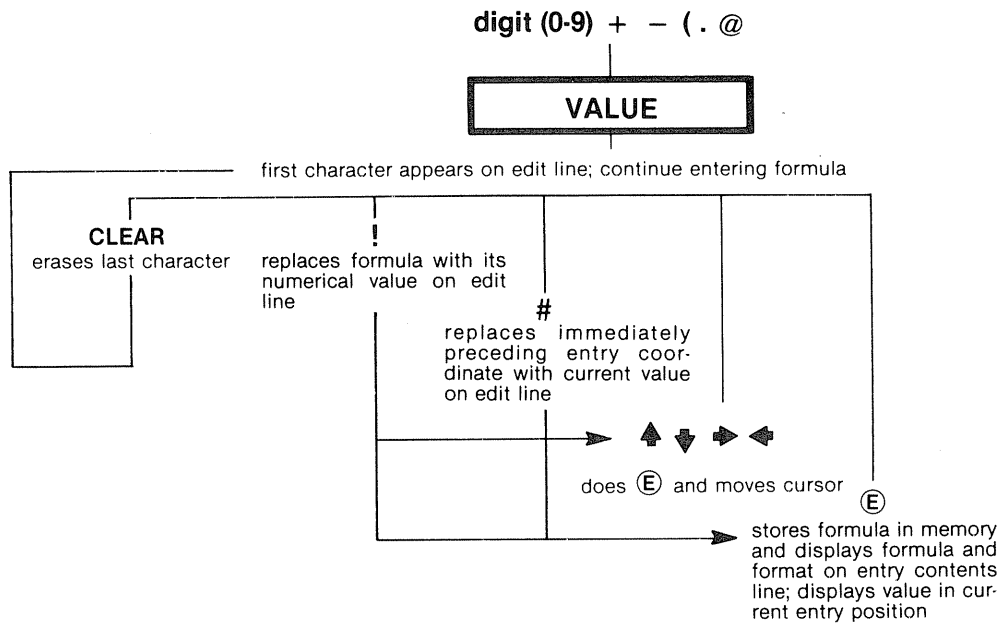 digit (0-9) + − ( . @
VALUE
first character appears on edit line; continue entering formula
CLEAR
erases last character
!
replaces formula with its
numerical value on edit
line
#
replaces immediately
preceding entry coor-
dinate with current value
on edit line
does Ⓔ and moves cursor
Ⓔ
stores formula in memory
and displays formula and
format on entry contents
line; displays value in cur-
rent entry position